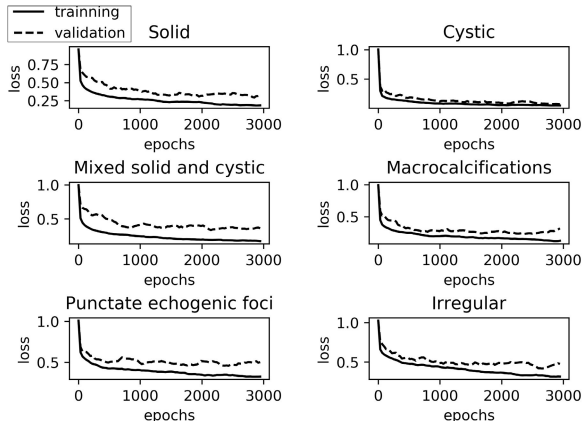 trainning
validation
Solid
Cystic
loss
0.75
0.50
0.25
0 1000 2000 3000
epochs
loss
1.0
0.5
0 1000 2000 3000
epochs
Mixed solid and cystic
Macrocalcifications
loss
1.0
0.5
0 1000 2000 3000
epochs
loss
1.0
0.5
0 1000 2000 3000
epochs
Punctate echogenic foci
Irregular
loss
1.0
0.5
0 1000 2000 3000
epochs
loss
1.0
0.5
0 1000 2000 3000
epochs